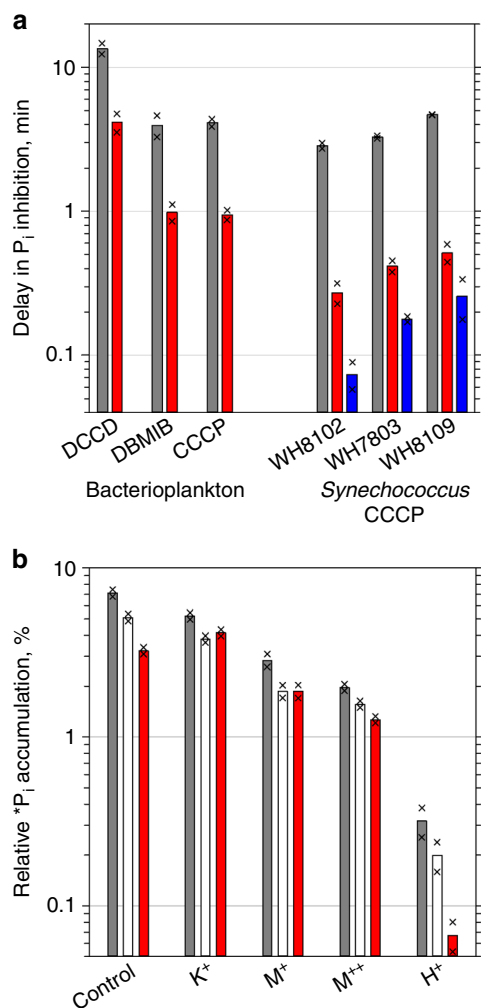 a
Delay in Pi inhibition, min
10
1
0.1
DCCD
DBMIB
CCCP
WH8102
WH7803
WH8109
Bacterioplankton
Synechococcus
CCCP
b
Relative *Pi accumulation, %
10
1
0.1
Control
K+
M+
M++
H+